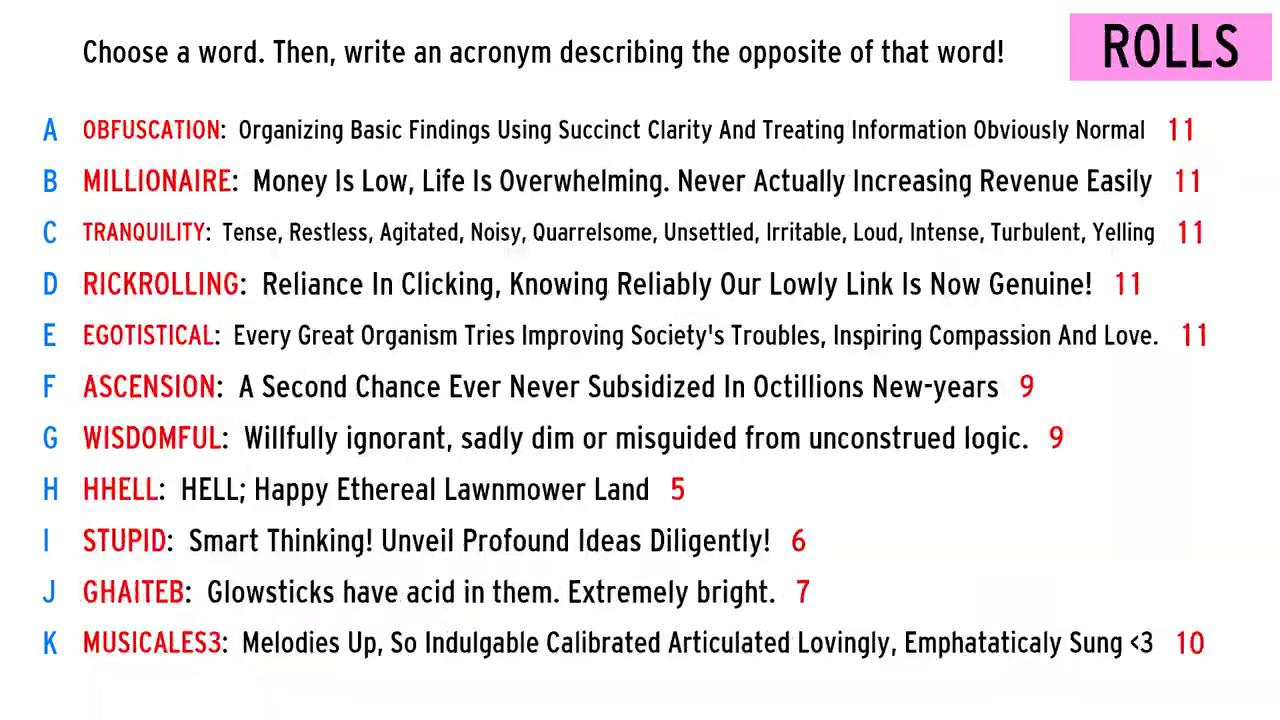 Choose a word. Then, write an acronym describing the opposite of that word!
ROLLS
A OBFUSCATION: Organizing Basic Findings Using Succinct Clarity And Treating Information Obviously Normal 11
B MILLIONAIRE: Money Is Low, Life Is Overwhelming. Never Actually Increasing Revenue Easily 11
C TRANQUILITY: Tense, Restless, Agitated, Noisy, Quarrelsome, Unsettled, Irritable, Loud, Intense, Turbulent, Yelling 11
D RICKROLLING: Reliance In Clicking, Knowing Reliably Our Lowly Link Is Now Genuine! 11
E EGOTISTICAL: Every Great Organism Tries Improving Society's Troubles, Inspiring Compassion And Love. 11
F ASCENSION: A Second Chance Ever Never Subsidized In Octillions New-years 9
G WISDOMFUL: Willfully ignorant, sadly dim or misguided from unconstrued logic. 9
H HHELL: HELL; Happy Ethereal Lawnmower Land 5
I STUPID: Smart Thinking! Unveil Profound Ideas Diligently! 6
J GHAITEB: Glowsticks have acid in them. Extremely bright. 7
K MUSICALES3: Melodies Up, So Indulgable Calibrated Articulated Lovingly, Emphatataticaly Sung <3 10